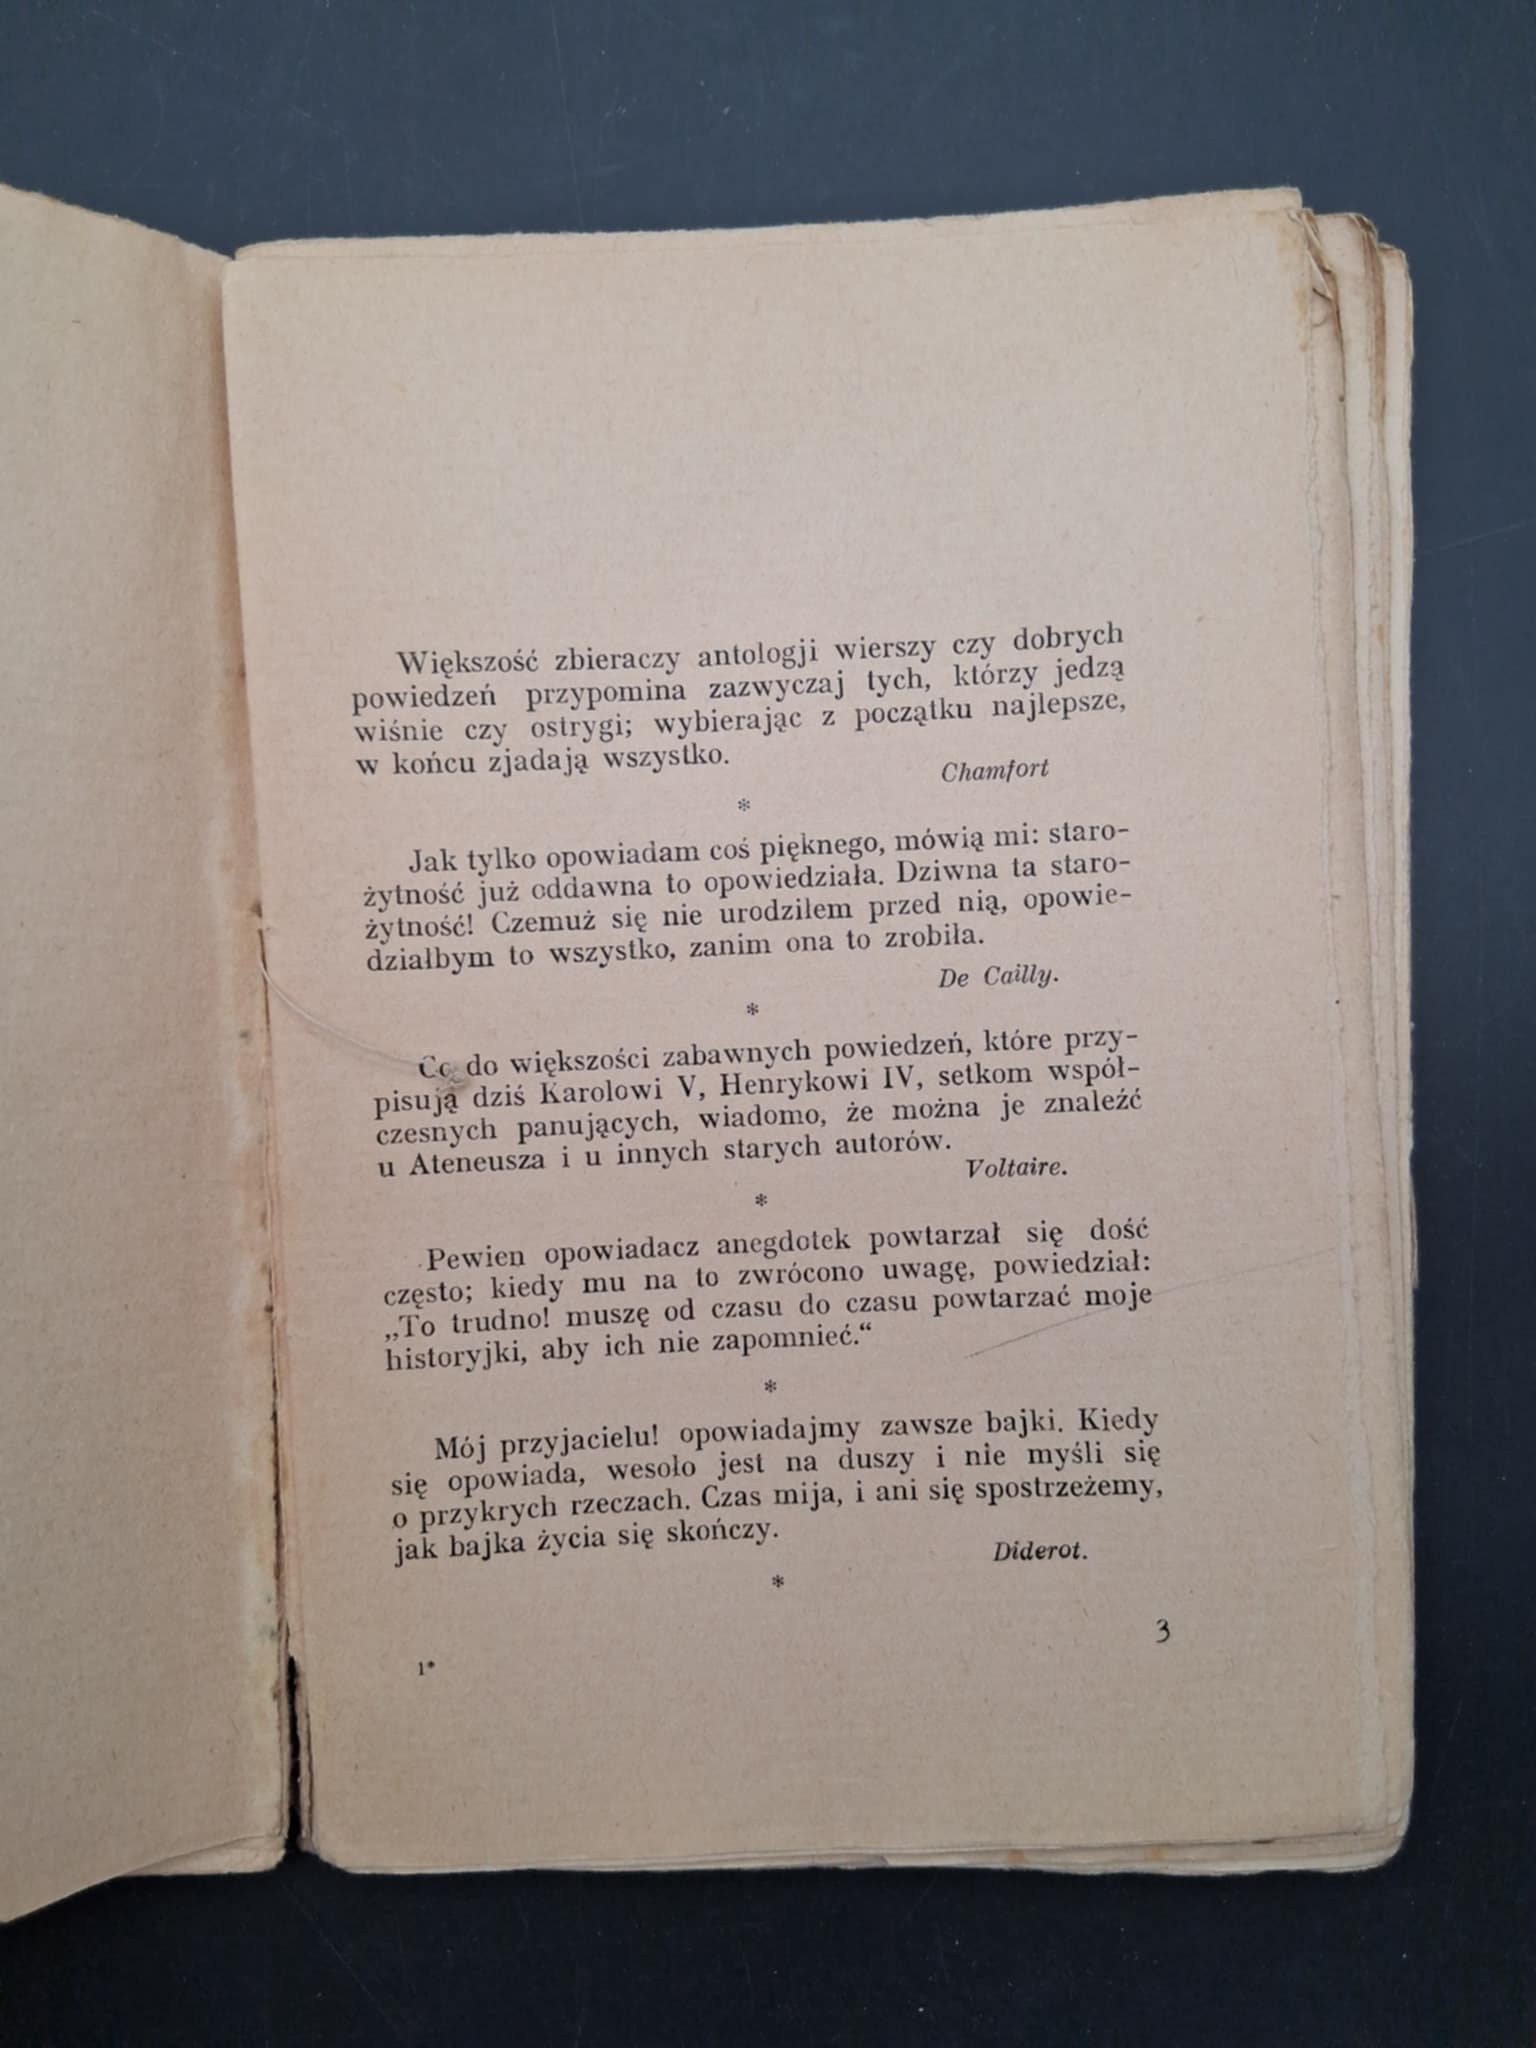 Większość zbieraczy antologji wierszy czy dobrych
powiedzeń przypomina zazwyczaj tych, którzy jedzą
wiśnie czy ostrygi; wybierając z początku najlepsze,
w końcu zjadają wszystko.
Chamfort
*
Jak tylko opowiadam coś pięknego, mówią mi: staro-
żytność już oddawna to opowiedziała. Dziwna ta staro-
żytność! Czemuż się nie urodziłem przed nią, opowie-
działbym to wszystko, zanim ona to zrobiła.
De Cailly.
*
Co do większości zabawnych powiedzeń, które przy-
pisują dziś Karolowi V, Henrykowi IV, setkom współ-
czesnych panujących, wiadomo, że można je znaleźć
u Ateneusza i u innych starych autorów.
Voltaire.
*
Pewien opowiadacz anegdotek powtarzał się dość
często; kiedy mu na to zwrócono uwagę, powiedział:
„To trudno! muszę od czasu do czasu powtarzać moje
historyjki, aby ich nie zapomnieć.“
*
Mój przyjacielu! opowiadajmy zawsze bajki. Kiedy
się opowiada, wesoło jest na duszy i nie myśli się
o przykrych rzeczach. Czas mija, i ani się spostrzeżemy,
jak bajka życia się skończy.
Diderot.
*
3
1*